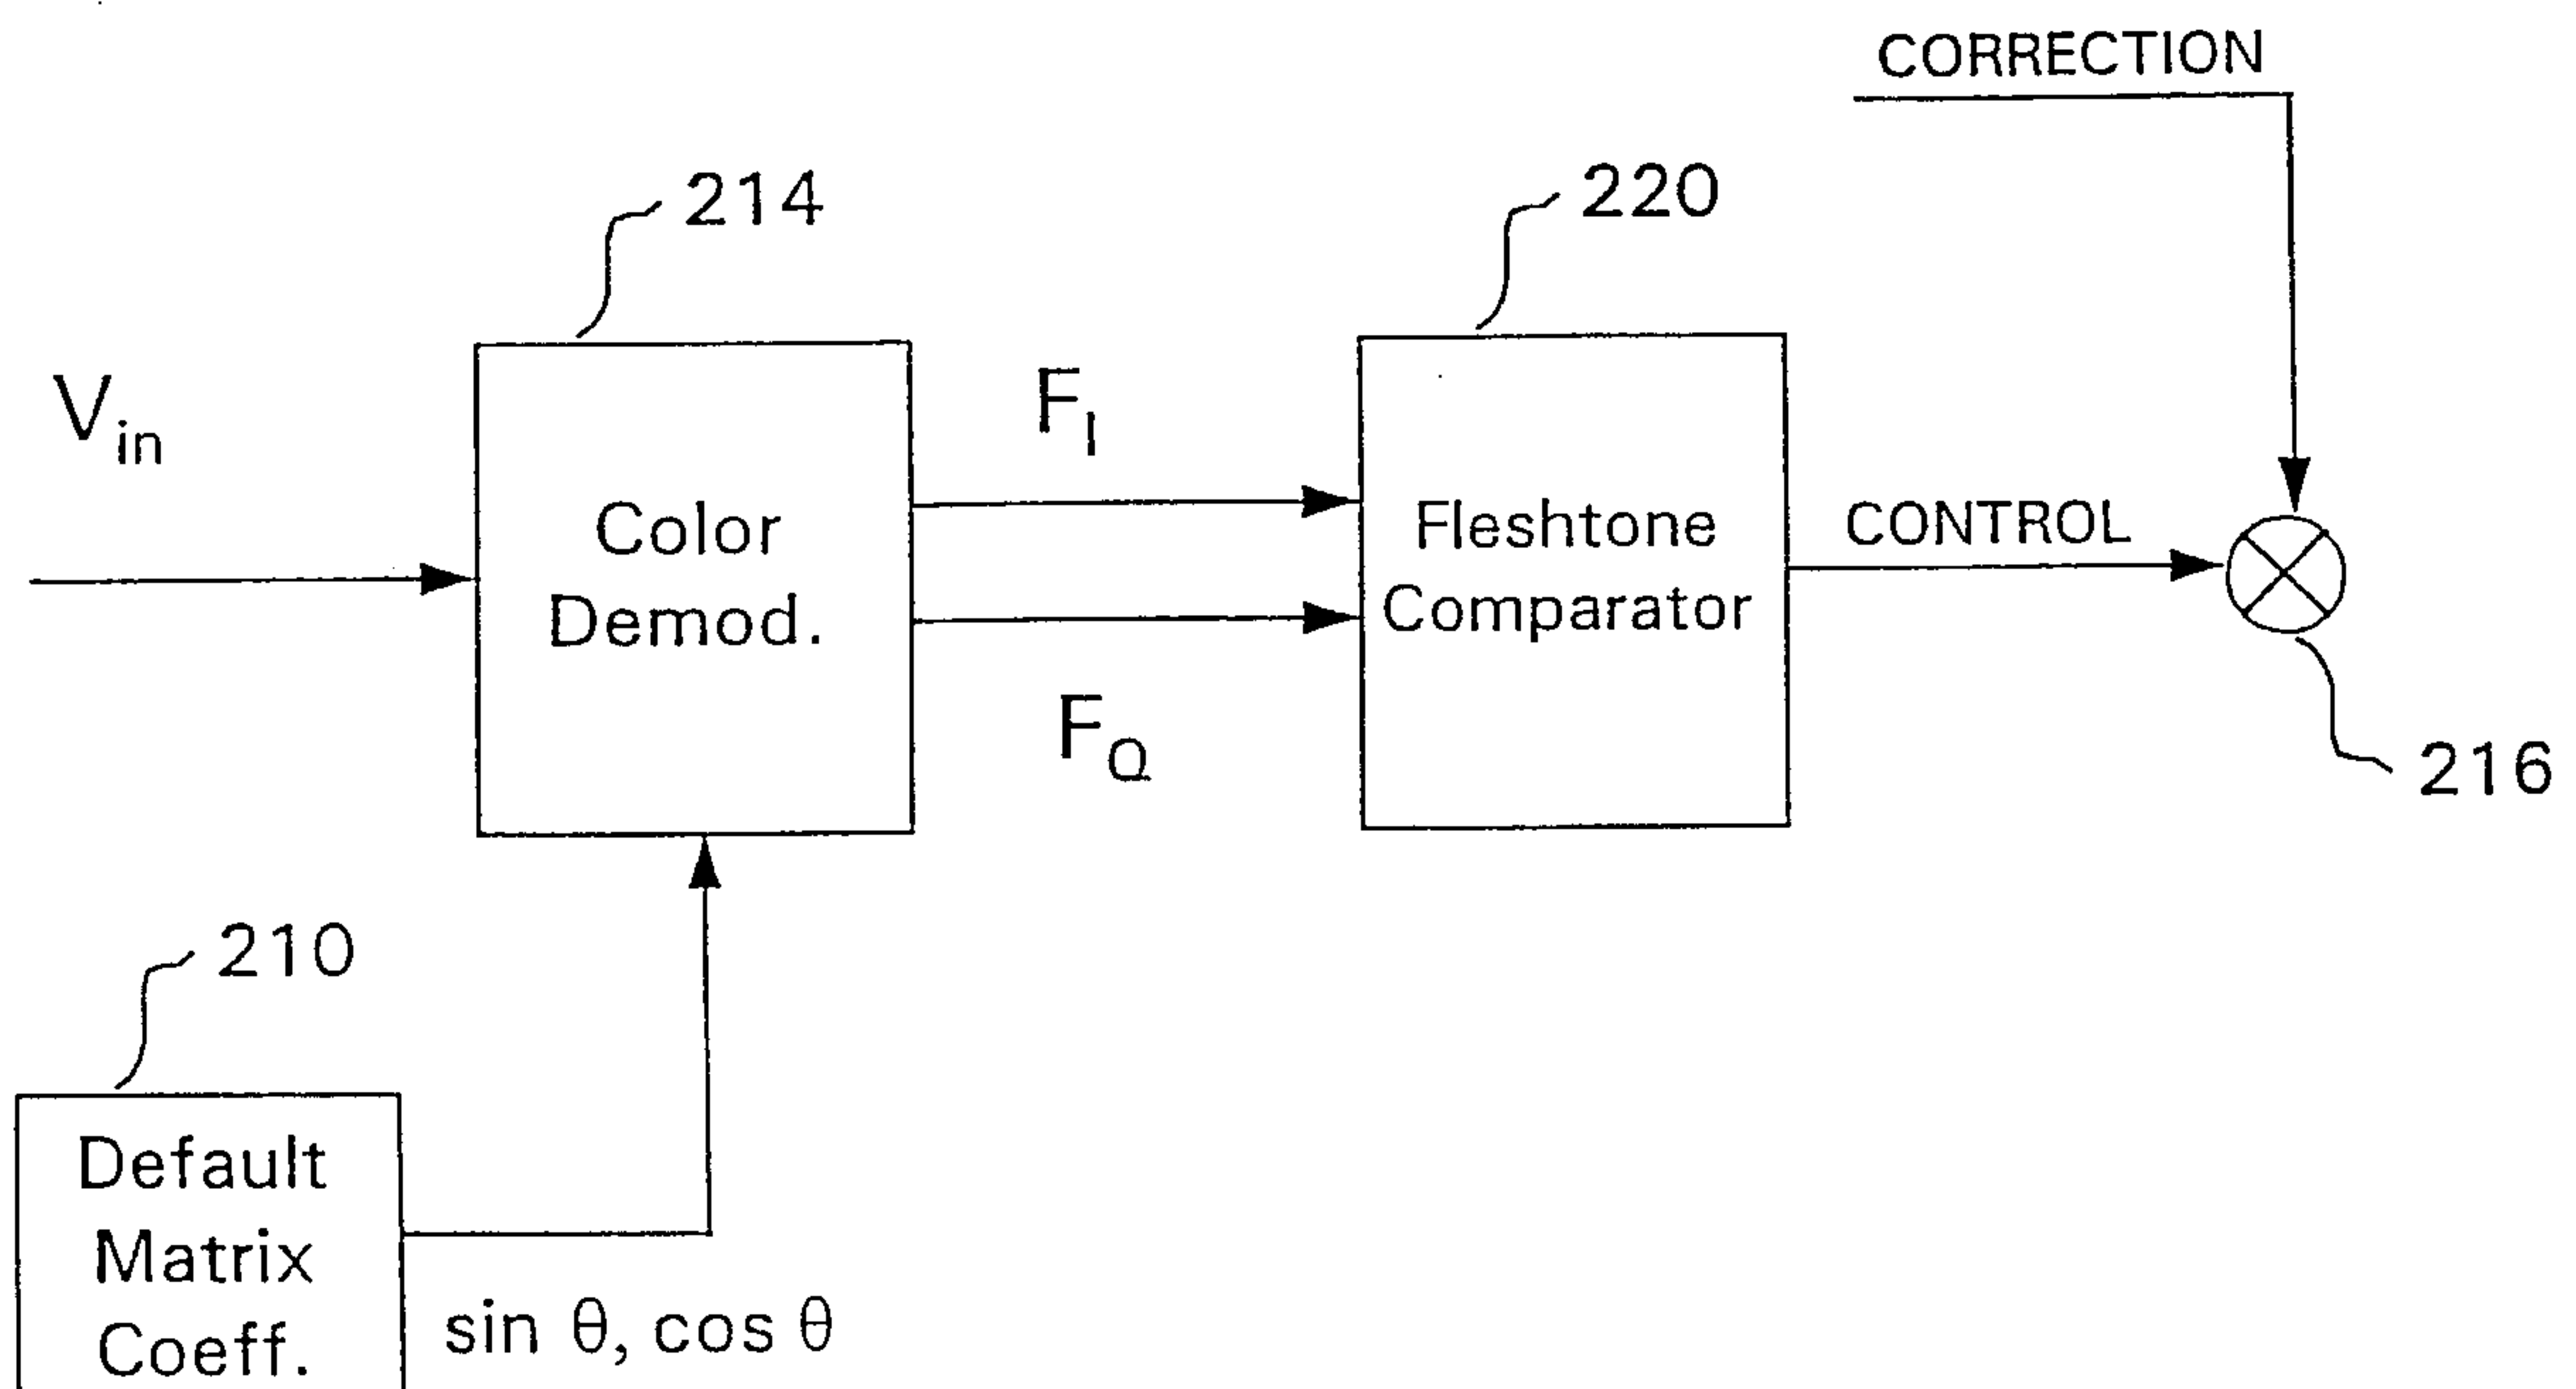 CORRECTION
214
220
V_in
F_I
Color
Demod.
Fleshtone
Comparator
CONTROL
F_Q
216
210
Default
Matrix
Coeff.
sin θ, cos θ